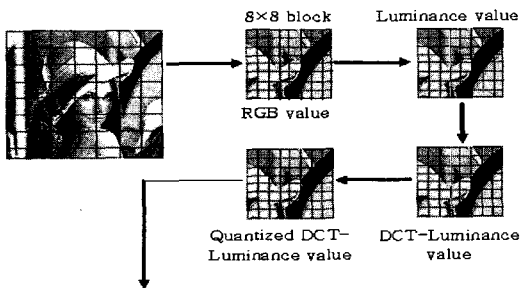 8×8 block
Luminance value
RGB value
Quantized DCT-
Luminance value
DCT-Luminance
value